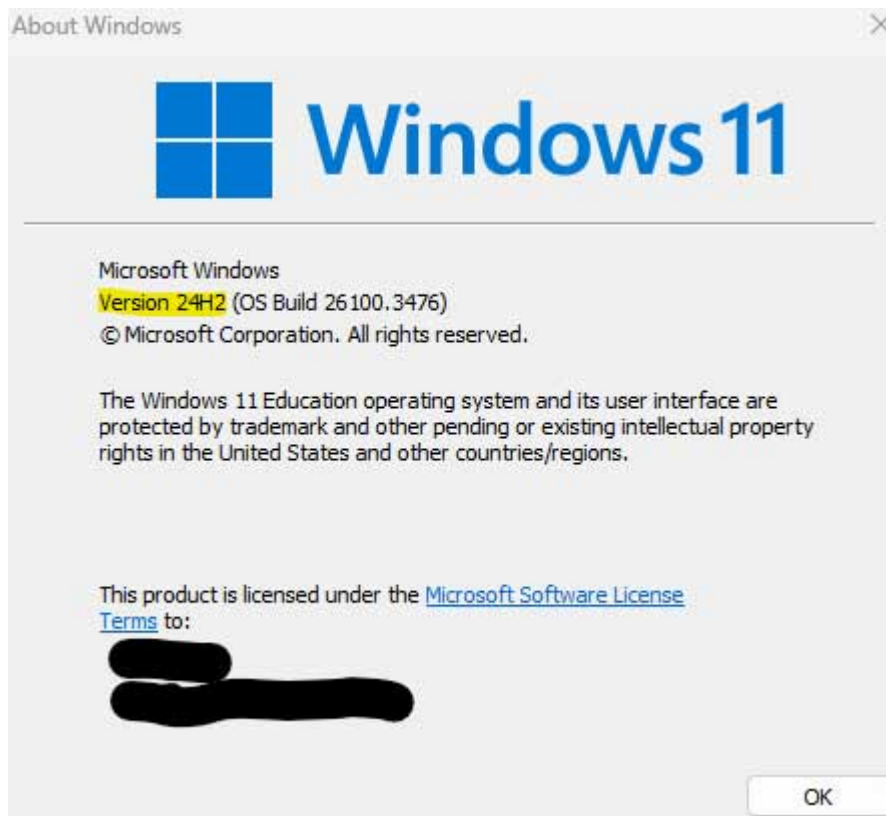 About Windows
Windows 11
Microsoft Windows
Version 24H2 (OS Build 26100.3476)
© Microsoft Corporation. All rights reserved.
The Windows 11 Education operating system and its user interface are
protected by trademark and other pending or existing intellectual property
rights in the United States and other countries/regions.
This product is licensed under the Microsoft Software License
Terms to:
OK